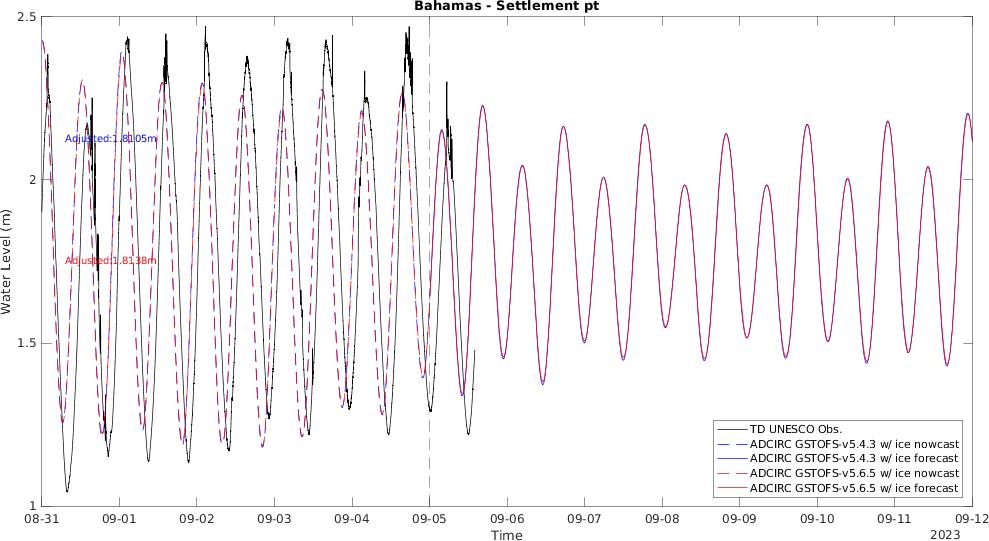 Bahamas - Settlement pt
2.5
2
1.5
1
Water Level (m)
Adjusted:1.8105m
Adjusted:1.8138m
TD UNESCO Obs.
ADCIRC GSTOFS-v5.4.3 w/ ice nowcast
ADCIRC GSTOFS-v5.4.3 w/ ice forecast
ADCIRC GSTOFS-v5.6.5 w/ ice nowcast
ADCIRC GSTOFS-v5.6.5 w/ ice forecast
08-31 09-01 09-02 09-03 09-04 09-05 09-06 09-07 09-08 09-09 09-10 09-11 09-12
Time
2023